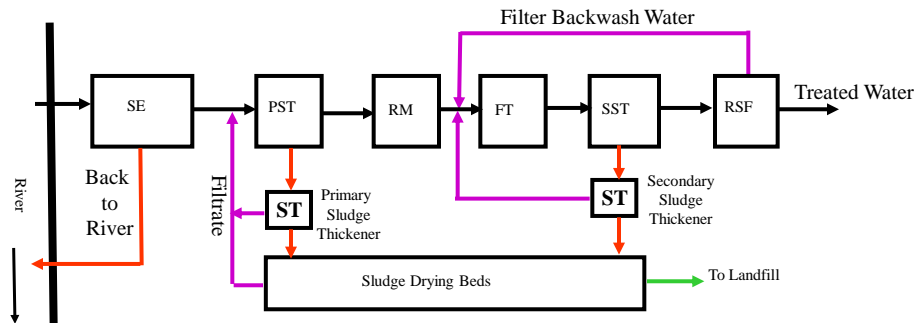 Filter Backwash Water
SE
PST
RM
FT
SST
RSF
Treated Water
River
Back
to
River
Filtrate
ST
Primary
Sludge
Thickener
ST
Secondary
Sludge
Thickener
Sludge Drying Beds
To Landfill